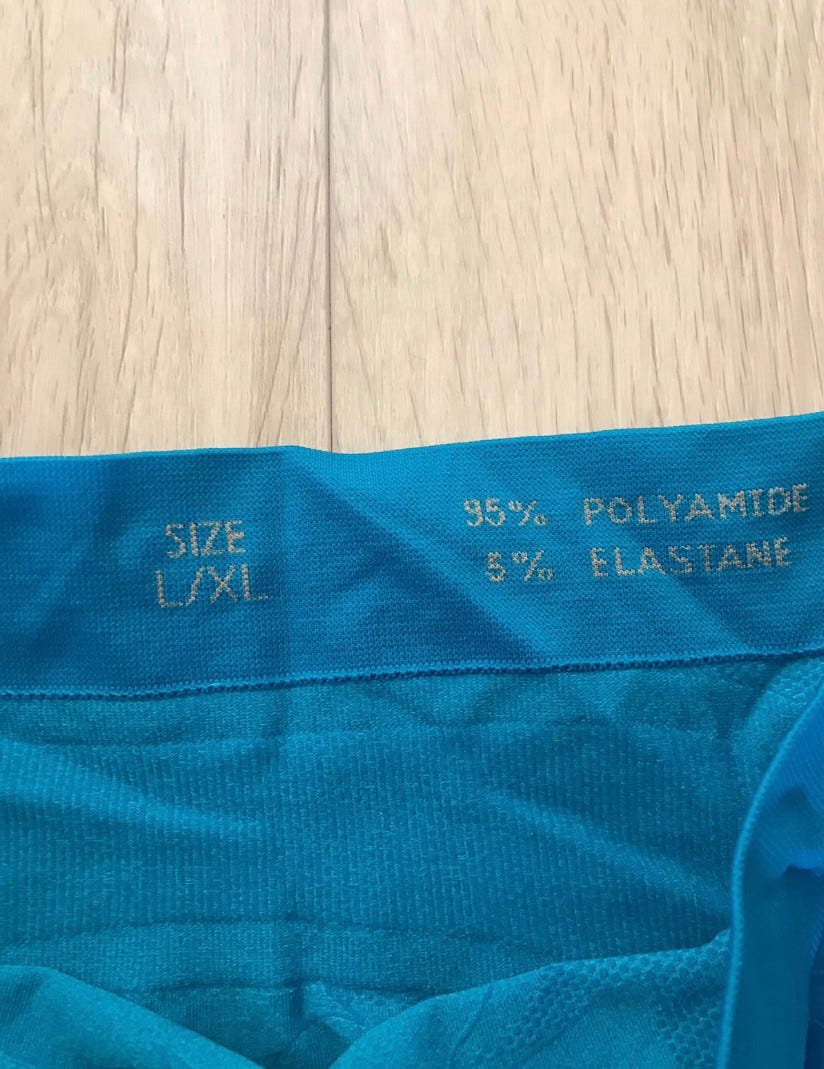 SIZE
L/XL
95% POLYAMIDE
5% ELASTANE